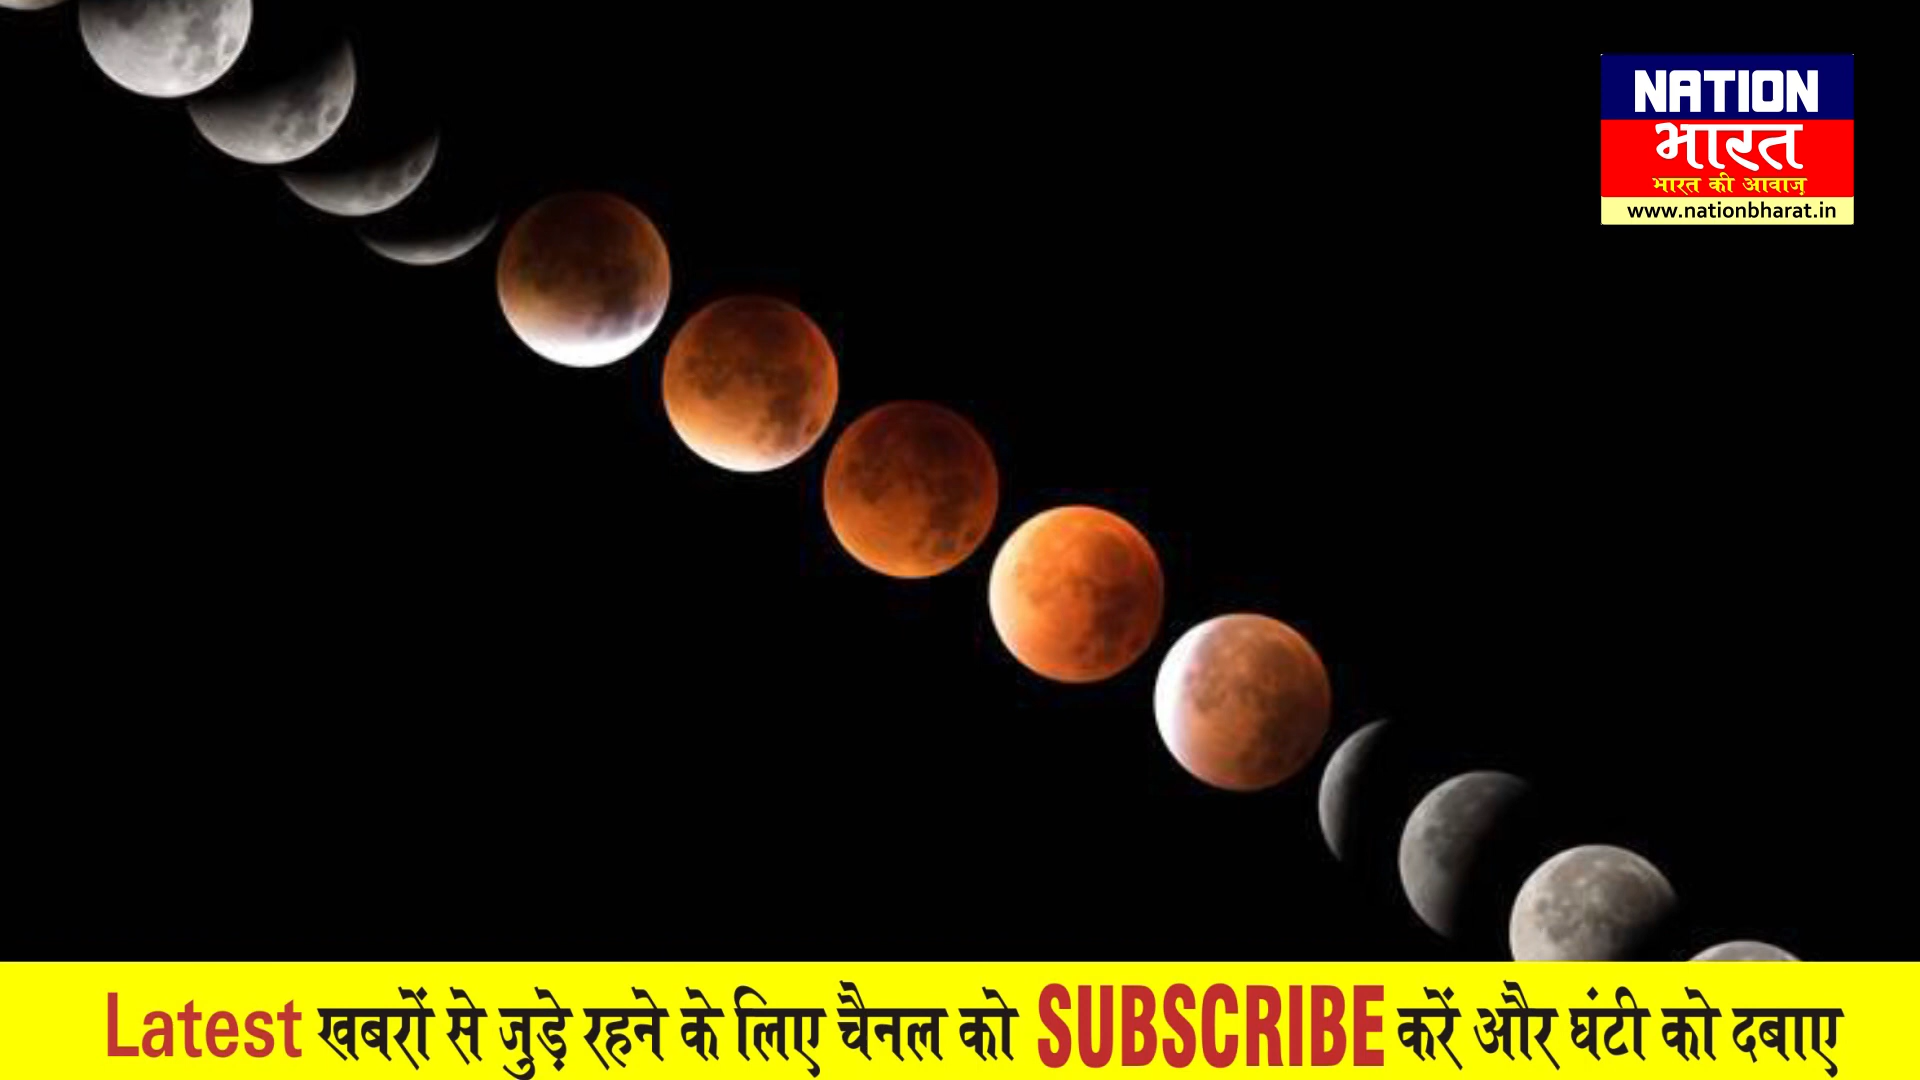 NATION
भारत
भारत की आवाज़
www.nationbharat.in
Latest खबरों से जुड़े रहने के लिए चैनल को SUBSCRIBE करें और घंटी को दबाए